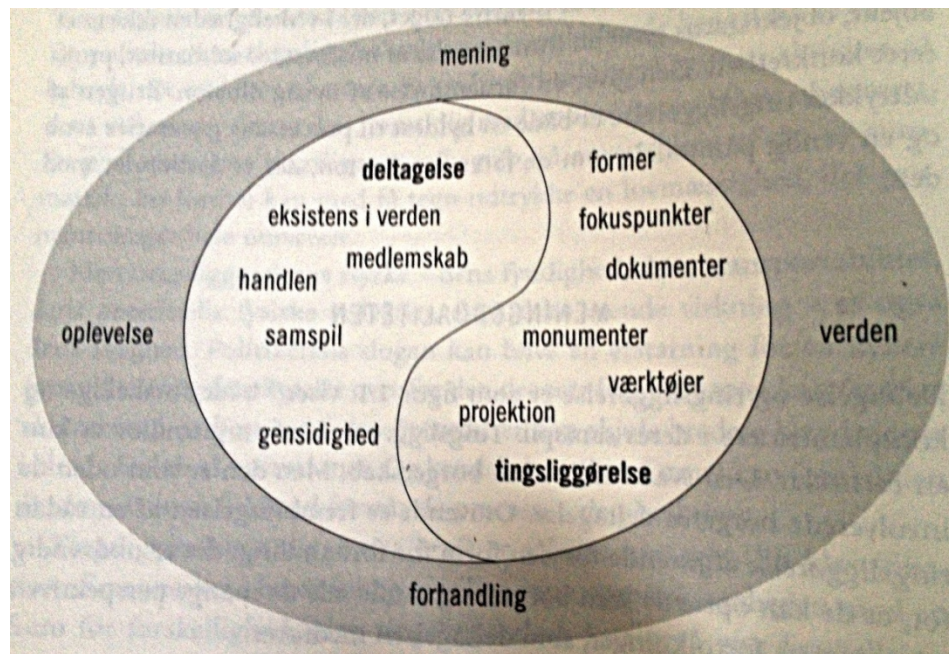 mening
deltagelse
eksistens i verden
medlemskab
handlen
samspil
gensidighed
former
fokuspunkter
dokumenter
monumenter
værktøjer
projektion
tingsliggørelse
oplevelse
verden
forhandling